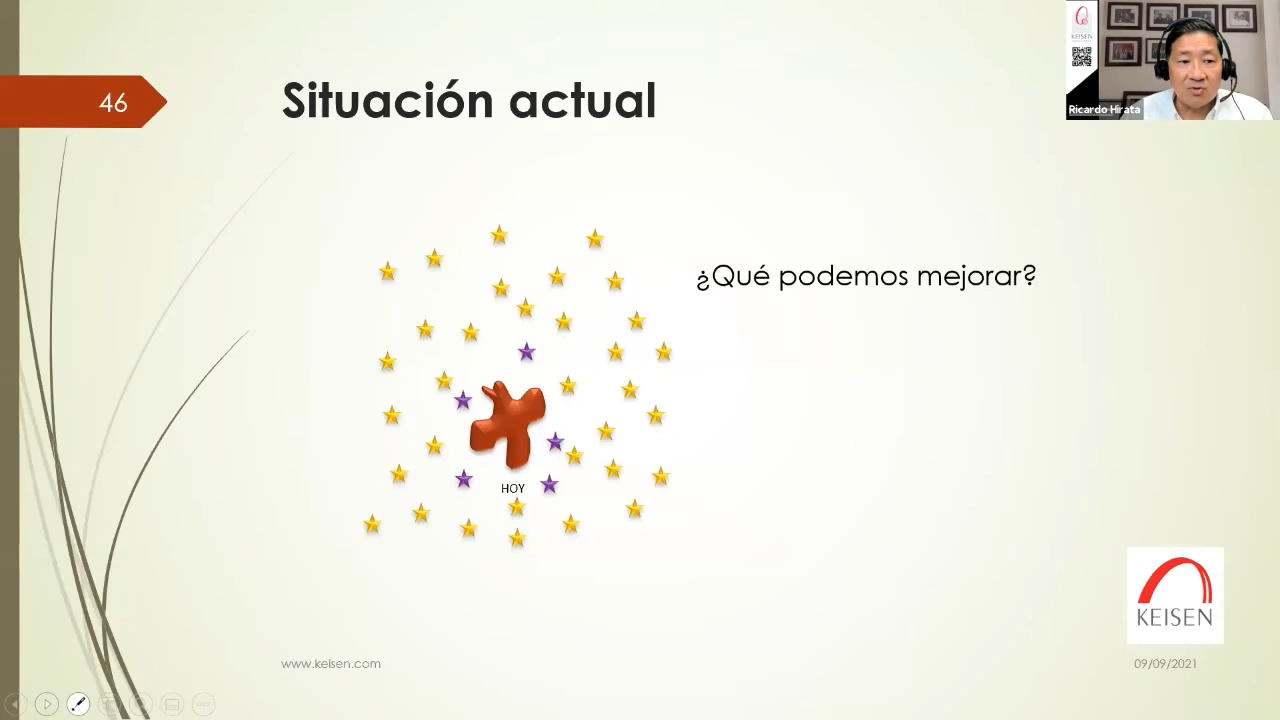 46
Situación actual
KEISEN
Ricardo Hirata
¿Qué podemos mejorar?
HOY
KEISEN
www.keisen.com
09/09/2021